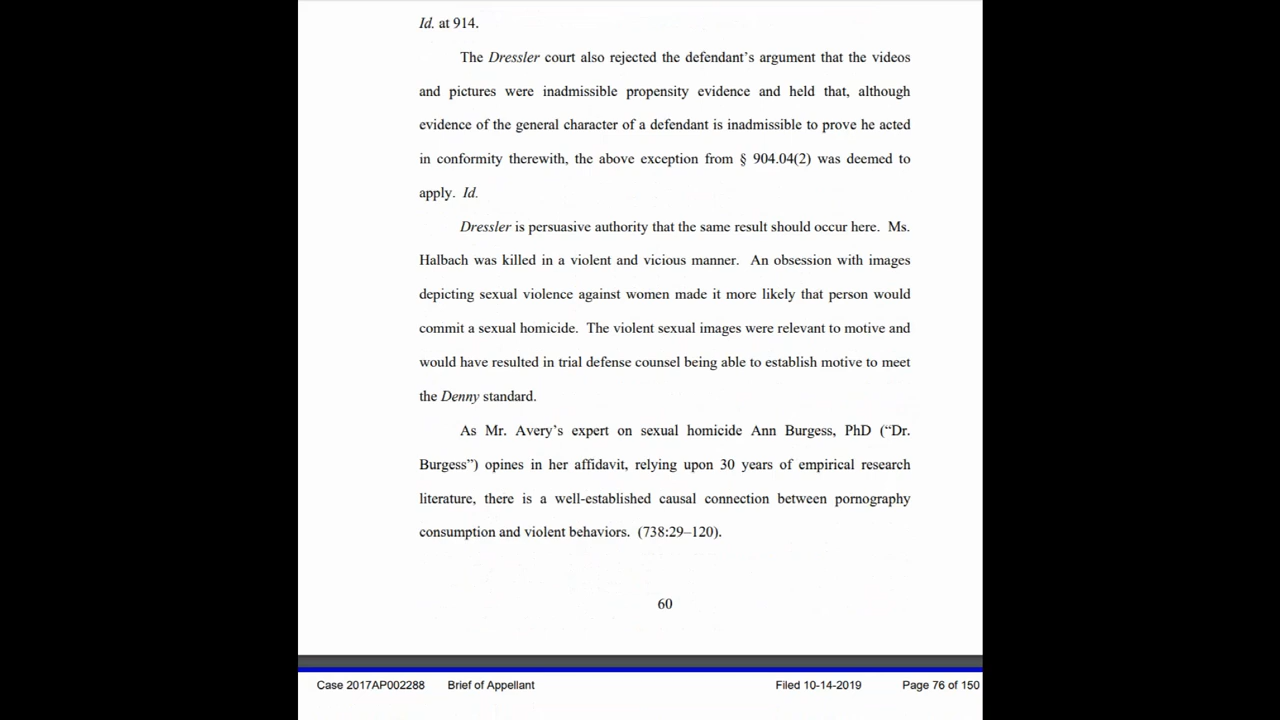 Id. at 914.
The Dressler court also rejected the defendant’s argument that the videos
and pictures were inadmissible propensity evidence and held that, although
evidence of the general character of a defendant is inadmissible to prove he acted
in conformity therewith, the above exception from § 904.04(2) was deemed to
apply. Id.
Dressler is persuasive authority that the same result should occur here. Ms.
Halbach was killed in a violent and vicious manner. An obsession with images
depicting sexual violence against women made it more likely that person would
commit a sexual homicide. The violent sexual images were relevant to motive and
would have resulted in trial defense counsel being able to establish motive to meet
the Denny standard.
As Mr. Avery’s expert on sexual homicide Ann Burgess, PhD (“Dr.
Burgess”) opines in her affidavit, relying upon 30 years of empirical research
literature, there is a well-established causal connection between pornography
consumption and violent behaviors. (738:29–120).
60
Case 2017AP002288 Brief of Appellant Filed 10-14-2019 Page 76 of 150